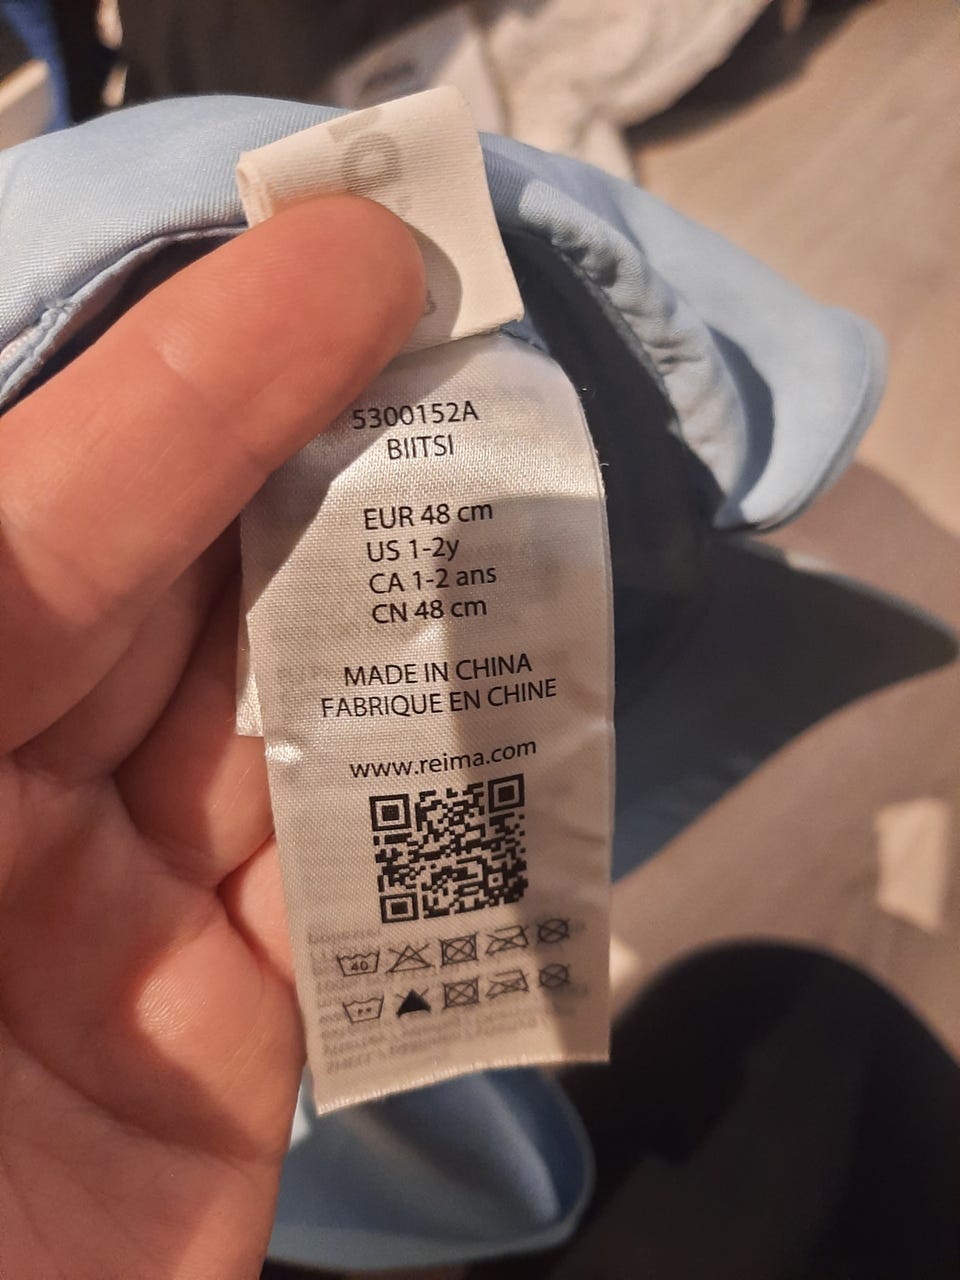 5300152A
BIITSI
EUR 48 cm
US 1-2y
CA 1-2 ans
CN 48 cm
MADE IN CHINA
FABRIQUE EN CHINE
www.reima.com
40